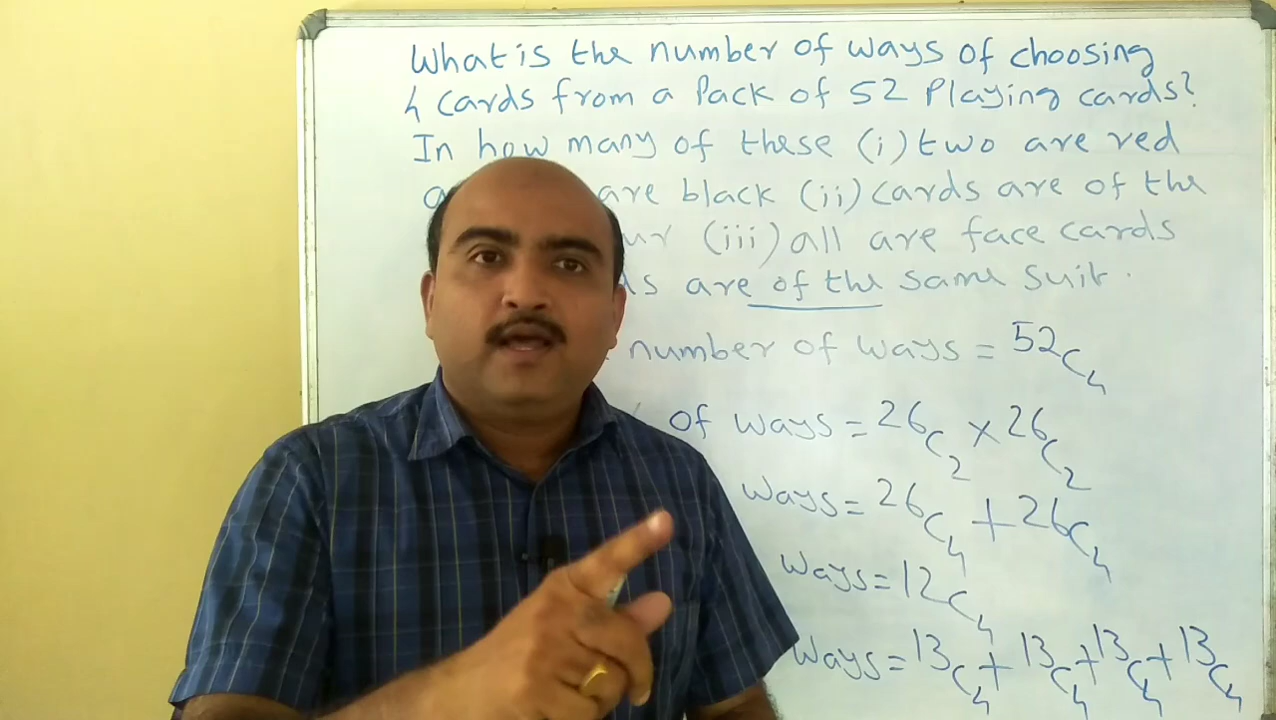 What is the number of ways of choosing
4 cards from a Pack of 52 Playing cards?
In how many of these (i) two are red
are black (ii) cards are of the
(iii) all are face cards
are of the same suit.
number of ways = 52C4
of ways = 26C2 × 26C2
ways = 26C4 + 26C4
ways = 12C4
ways = 13C4 + 13C4 + 13C4 + 13C4